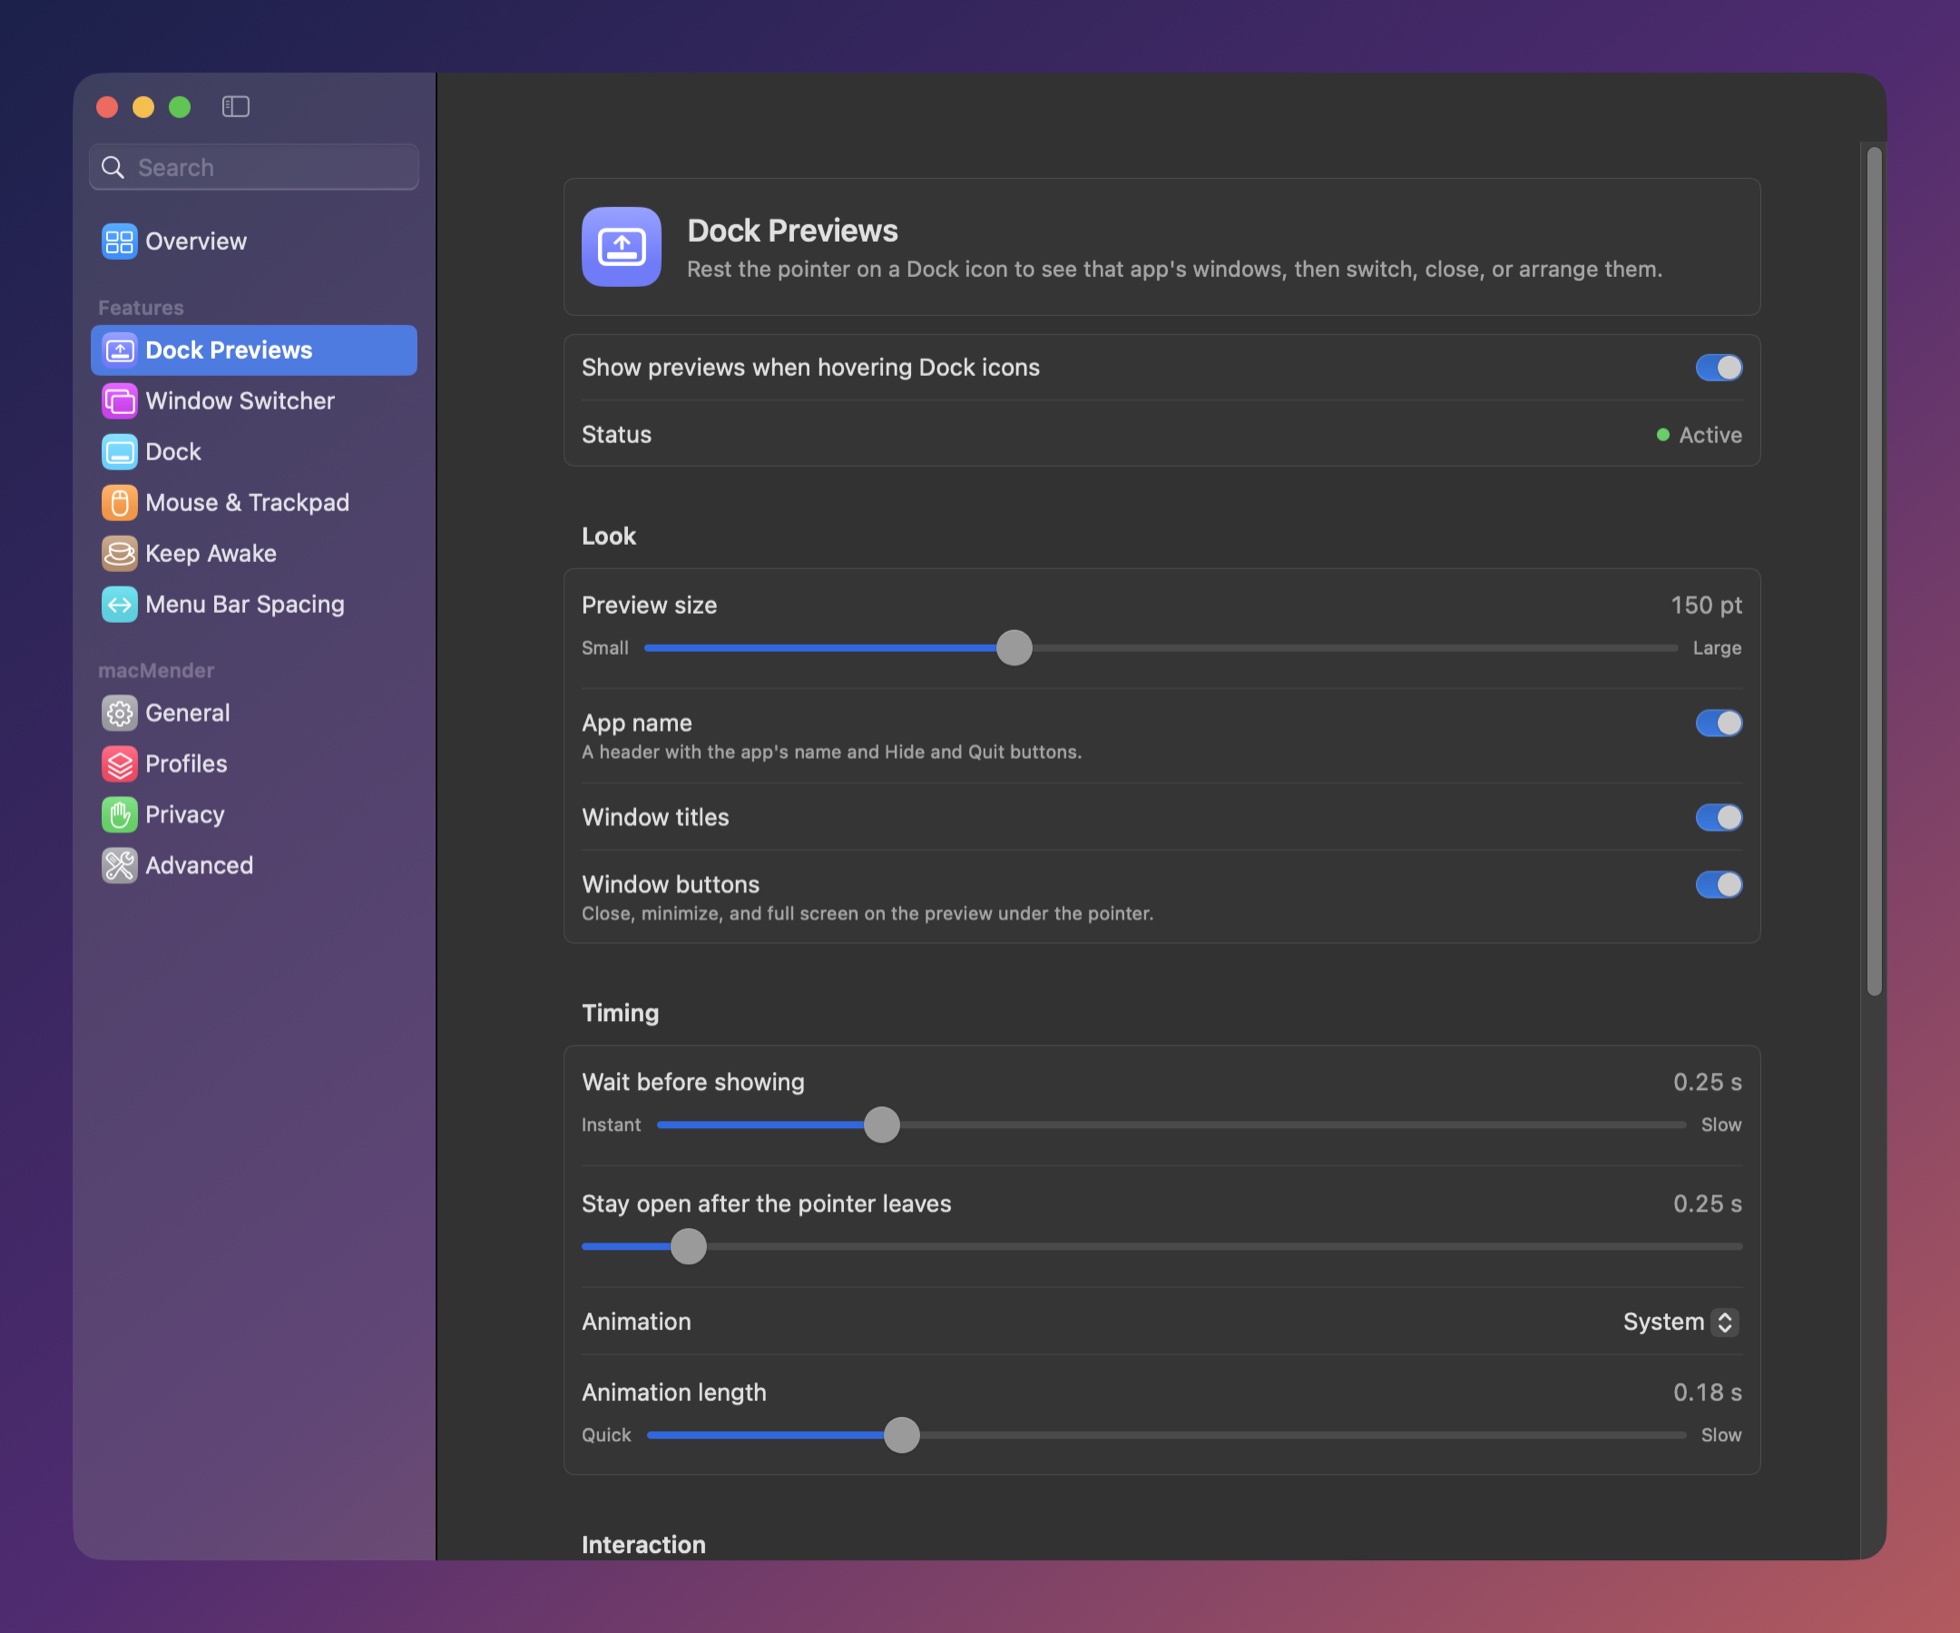 Search
Overview
Features
Dock Previews
Window Switcher
Dock
Mouse & Trackpad
Keep Awake
Menu Bar Spacing
macMender
General
Profiles
Privacy
Advanced
Dock Previews
Rest the pointer on a Dock icon to see that app's windows, then switch, close, or arrange them.
Show previews when hovering Dock icons
Status Active
Look
Preview size 150 pt
Small Large
App name
A header with the app's name and Hide and Quit buttons.
Window titles
Window buttons
Close, minimize, and full screen on the preview under the pointer.
Timing
Wait before showing 0.25 s
Instant Slow
Stay open after the pointer leaves 0.25 s
Animation System
Animation length 0.18 s
Quick Slow
Interaction